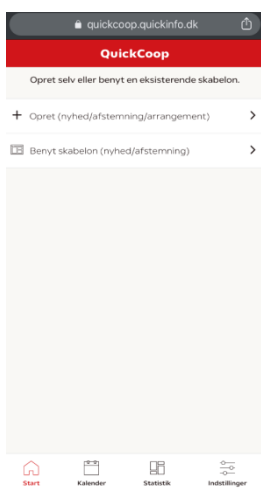 quickcoop.quickinfo.dk
QuickCoop
Opret selv eller benyt en eksisterende skabelon.
Opret (nyhed/afstemning/arrangement)
Benyt skabelon (nyhed/afstemning)
Start Kalender Statistik Indstillinger